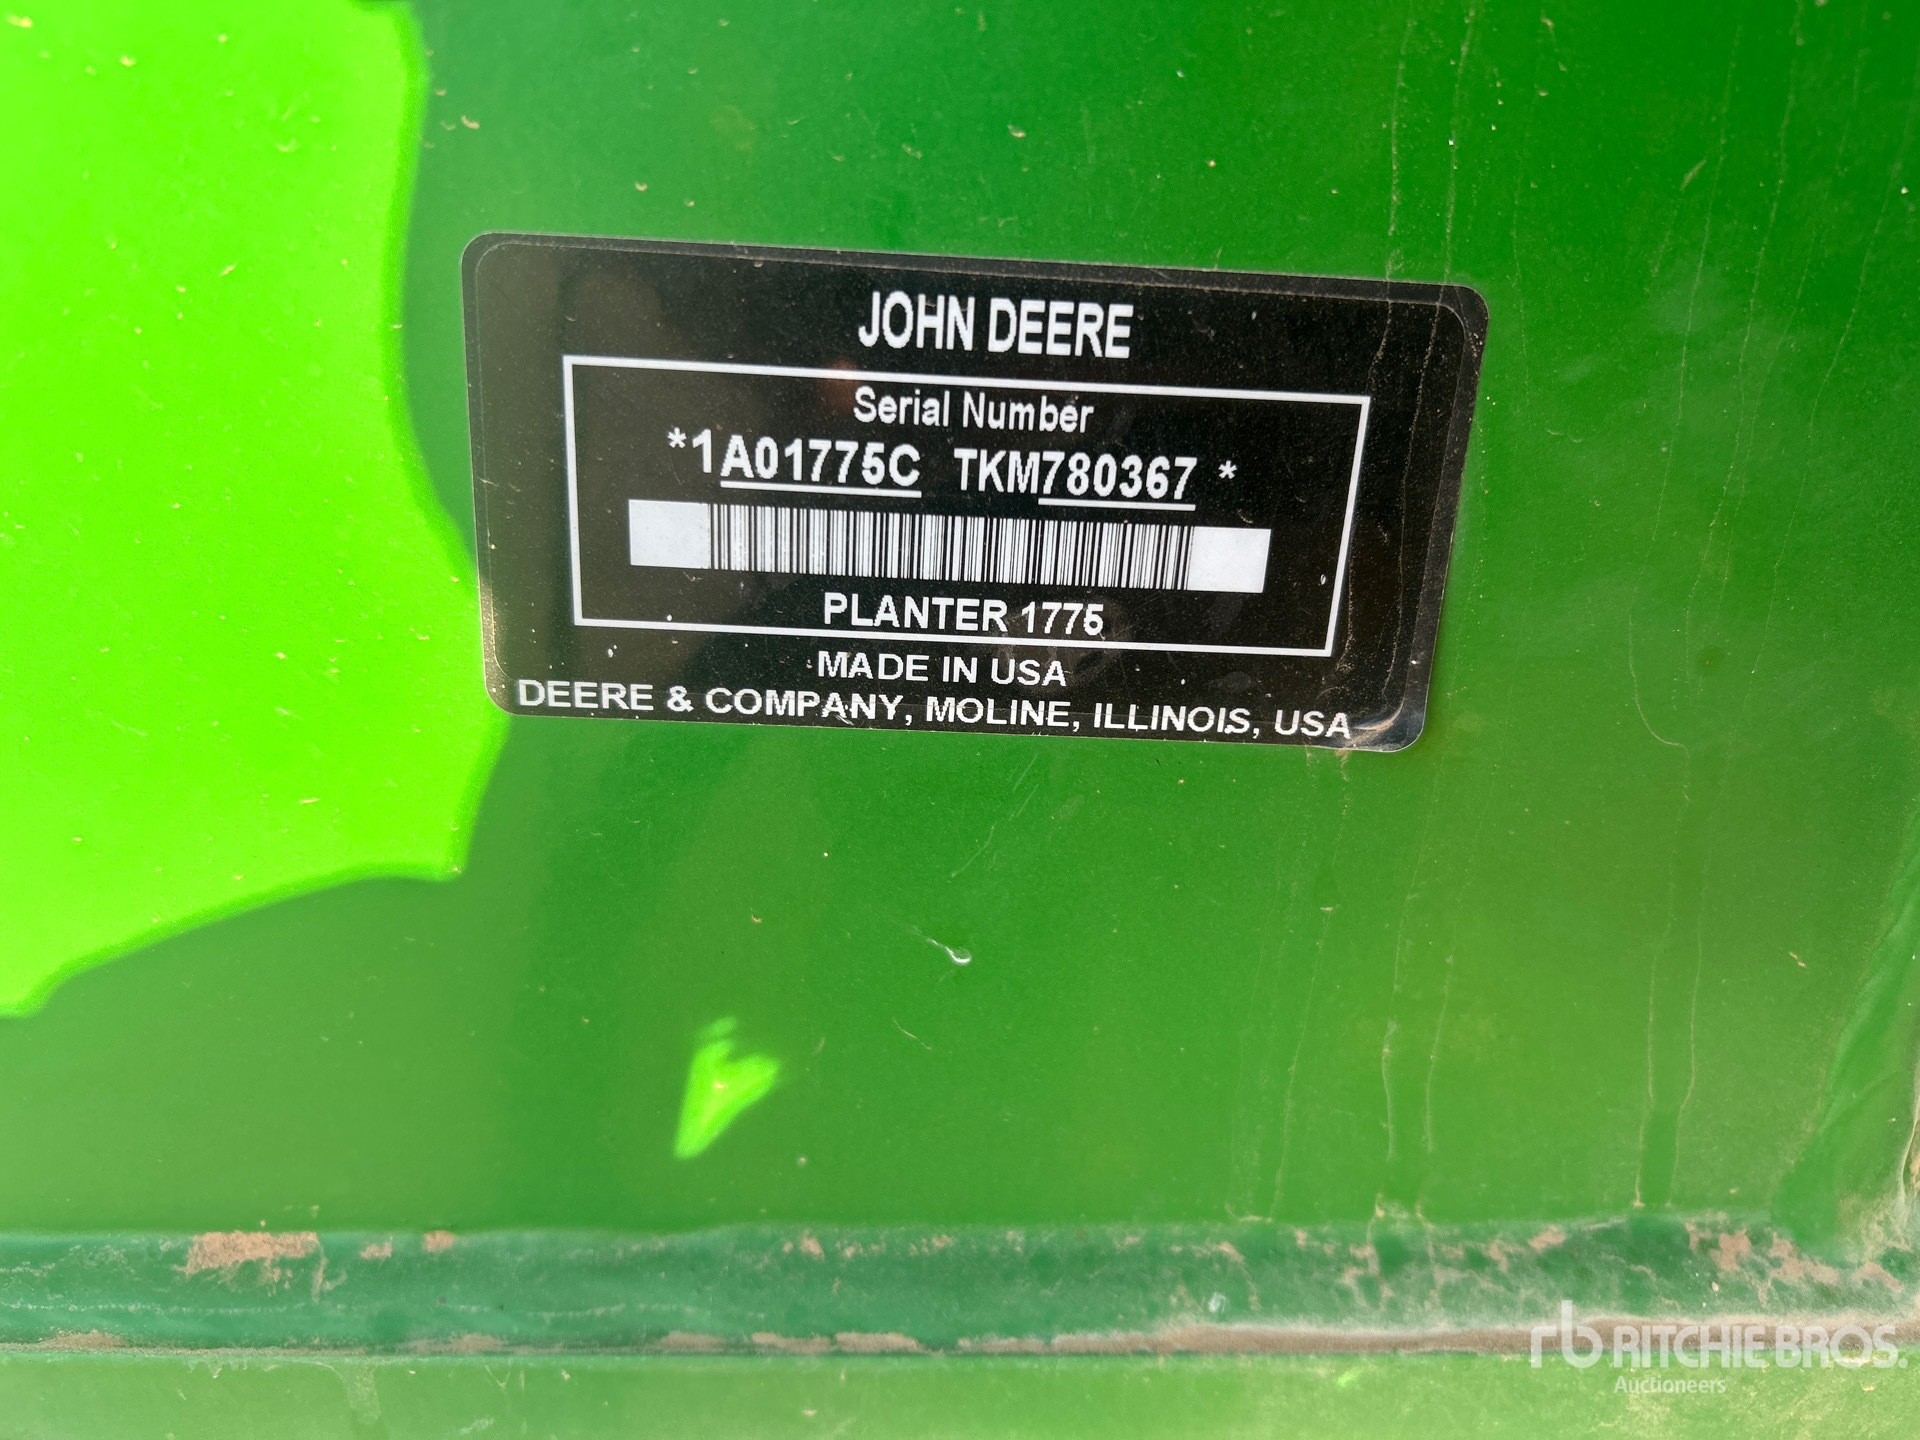 JOHN DEERE
Serial Number
*1A01775C TKM780367 *
PLANTER 1775
MADE IN USA
DEERE & COMPANY, MOLINE, ILLINOIS, USA
rb RITCHIE BROS.
Auctioneers